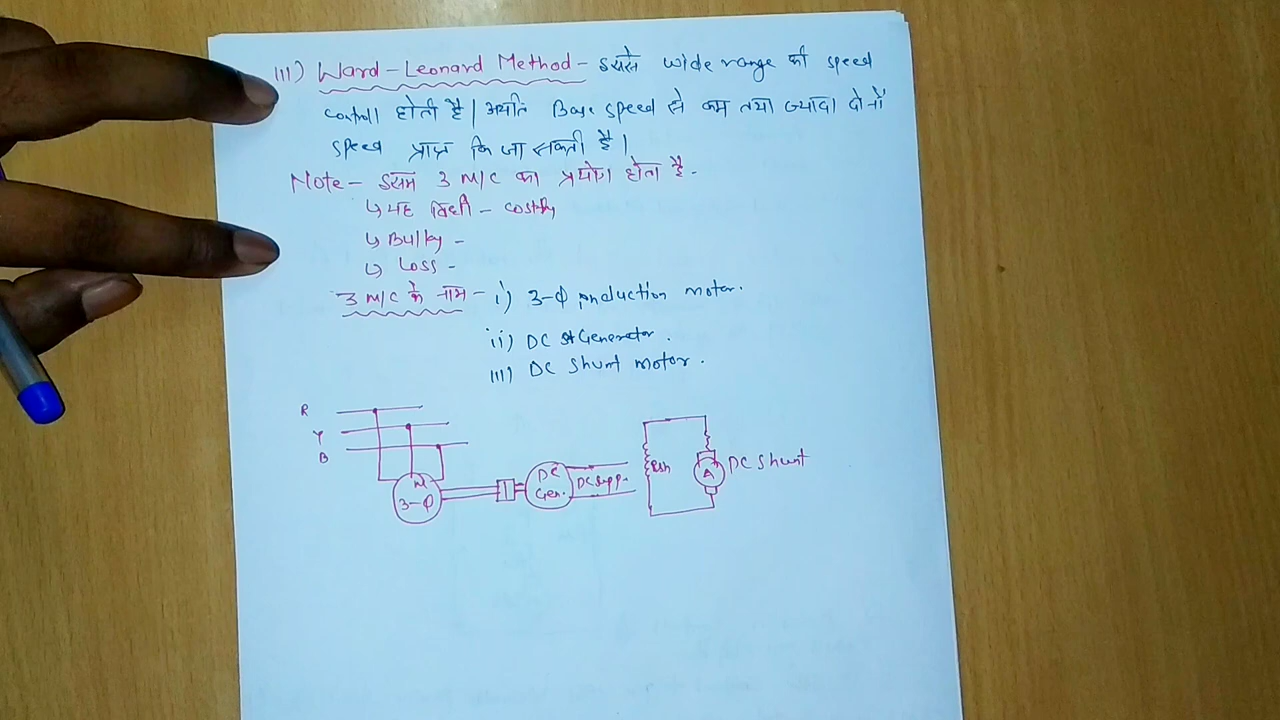 III) Ward-Leonard Method - इससे wide range की speed
control होती है। अर्थात Base speed से कम तथा ज्यादा दोनों
speed प्राप्त कि जा सकती है।
Note - इसमे 3 M/C का प्रयोग होता है.
↳ यह विधी - costly
↳ Bulky -
↳ Loss -
3 M/C के नाम - i) 3-Φ induction motor.
ii) DC Generator.
III) DC Shunt motor.
R
Y
B
M
3-Φ
DC
Gen.
DC supp.
Rsh
A
DC Shunt